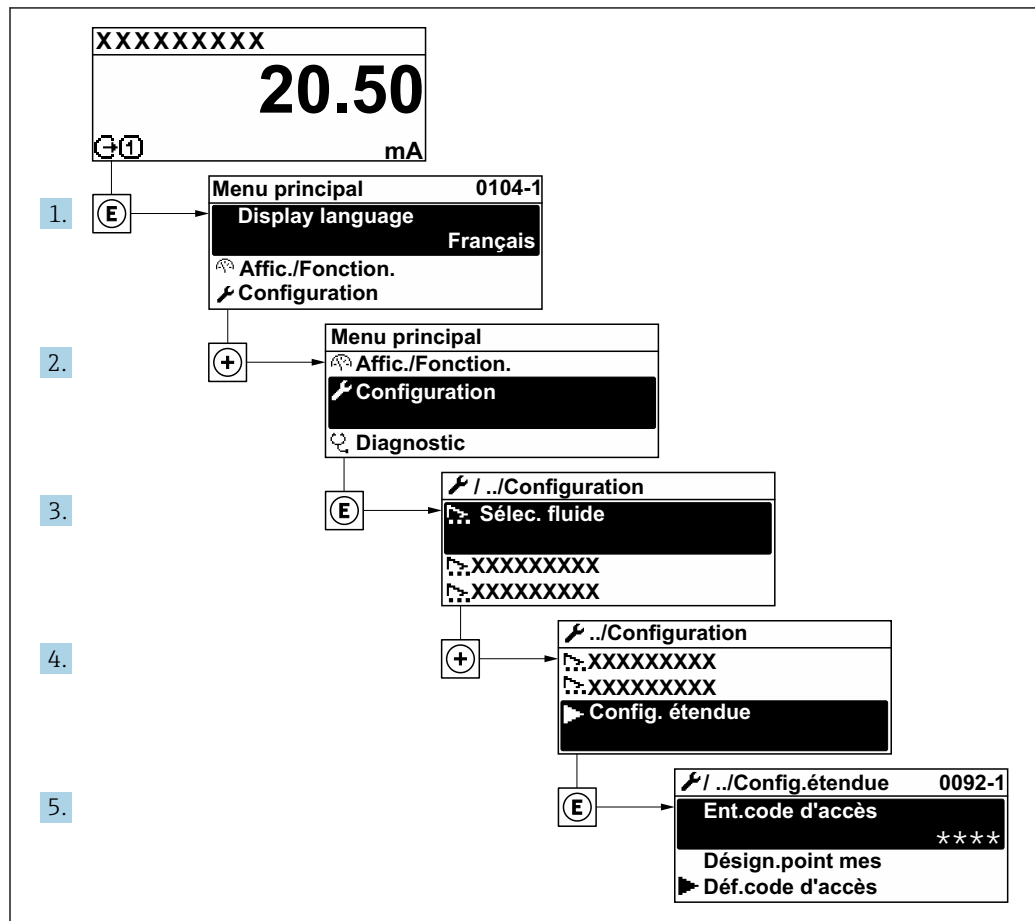 XXXXXXXXX
20.50
1 mA
1.
E
Menu principal 0104-1
Display language
Français
Affic./Fonction.
Configuration
2.
+
Menu principal
Affic./Fonction.
Configuration
Diagnostic
3.
E
/ ../Configuration
Sélec. fluide
XXXXXXXXX
XXXXXXXXX
4.
+
../Configuration
XXXXXXXXX
XXXXXXXXX
Config. étendue
5.
E
/ ../Config.étendue 0092-1
Ent.code d'accès
****
Désign.point mes
Déf.code d'accès